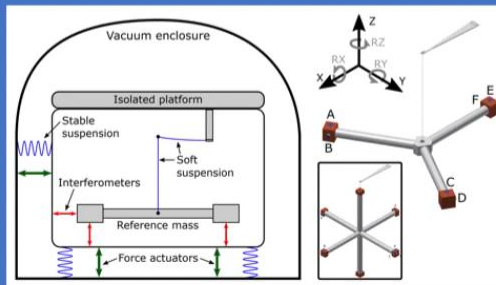 Vacuum enclosure
Isolated platform
Stable
suspension
Soft
suspension
Interferometers
Reference mass
Force actuators
Z
RZ
RX
RY
X
Y
A
B
E
F
C
D